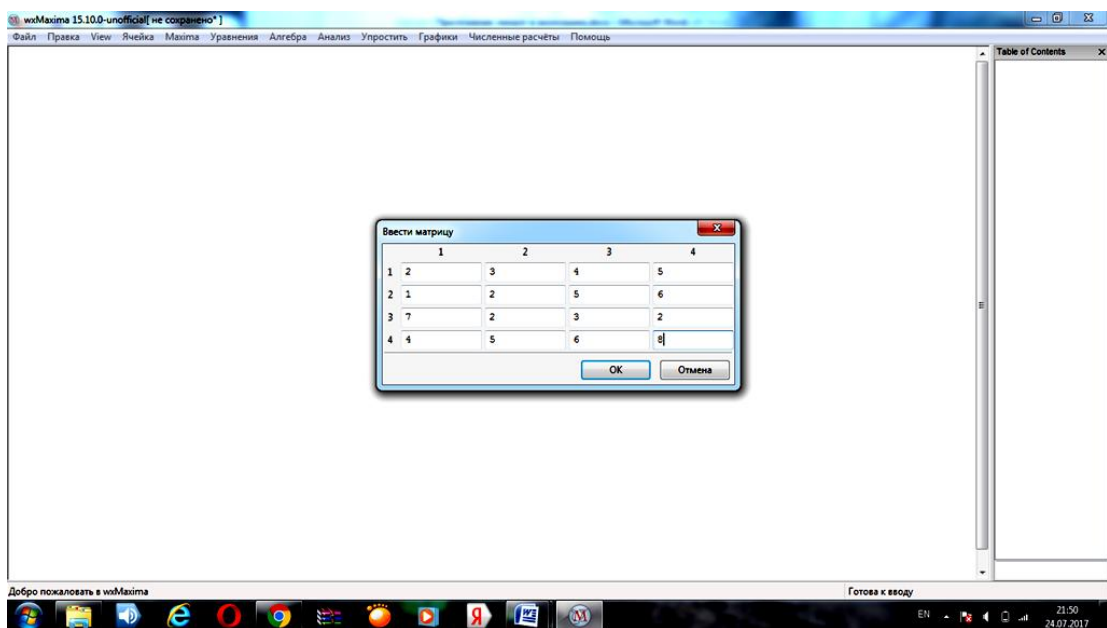 wxMaxima 15.10.0-unofficial[ не сохранено* ]
Файл Правка View Ячейка Maxima Уравнения Алгебра Анализ Упростить Графики Численные расчёты Помощь
Table of Contents
Ввести матрицу
1 2 3 4
1 2 3 4 5
2 1 2 5 6
3 7 2 3 2
4 4 5 6 8
OK Отмена
Добро пожаловать в wxMaxima
Готова к вводу
EN 21:50
24.07.2017